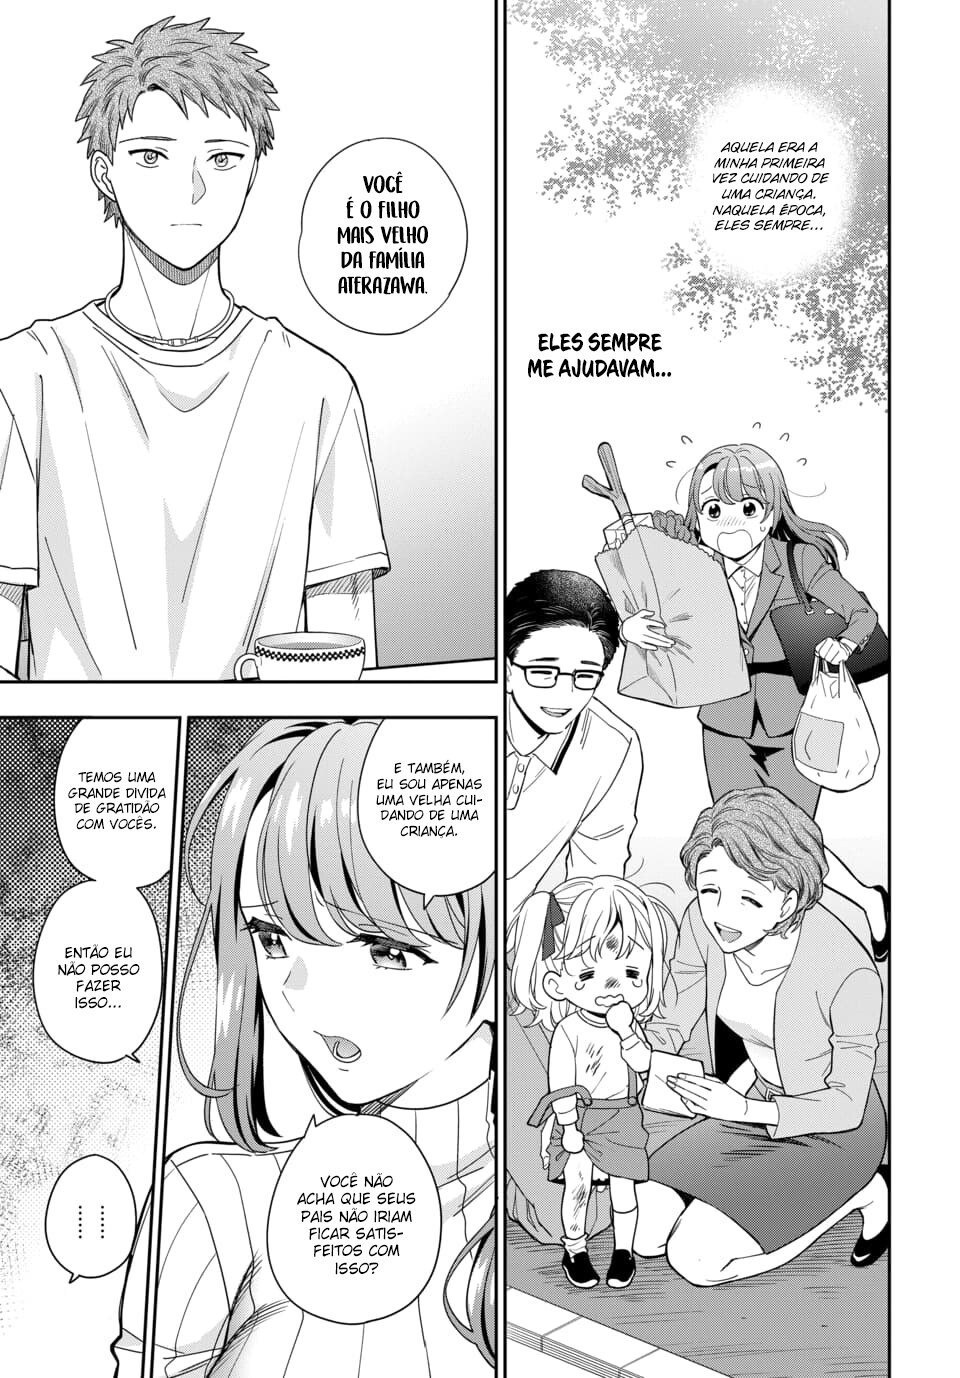 AQUELA ERA A
MINHA PRIMEIRA
VEZ CUIDANDO DE
UMA CRIANÇA.
NAQUELA ÉPOCA,
ELES SEMPRE...
ELES SEMPRE
ME AJUDAVAM...
VOCÊ
É O FILHO
MAIS VELHO
DA FAMÍLIA
ATERAZAWA.
E TAMBÉM,
EU SOU APENAS
UMA VELHA CUI-
DANDO DE UMA
CRIANÇA.
VOCÊ NÃO
ACHA QUE SEUS
PAIS NÃO IRIAM
FICAR SATIS-
FEITOS COM
ISSO?
TEMOS UMA
GRANDE DIVIDA
DE GRATIDÃO
COM VOCÊS.
ENTÃO EU
NÃO POSSO
FAZER
ISSO...